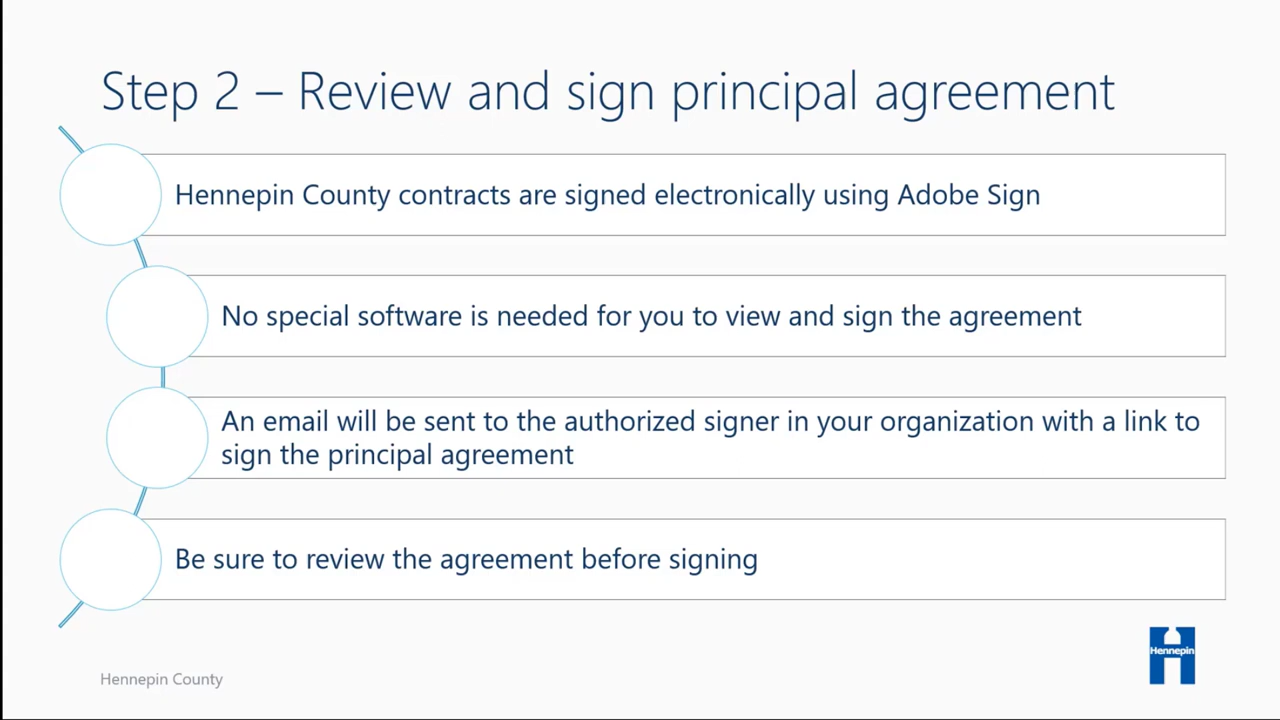 Step 2 – Review and sign principal agreement
Hennepin County contracts are signed electronically using Adobe Sign
No special software is needed for you to view and sign the agreement
An email will be sent to the authorized signer in your organization with a link to
sign the principal agreement
Be sure to review the agreement before signing
Hennepin
Hennepin County